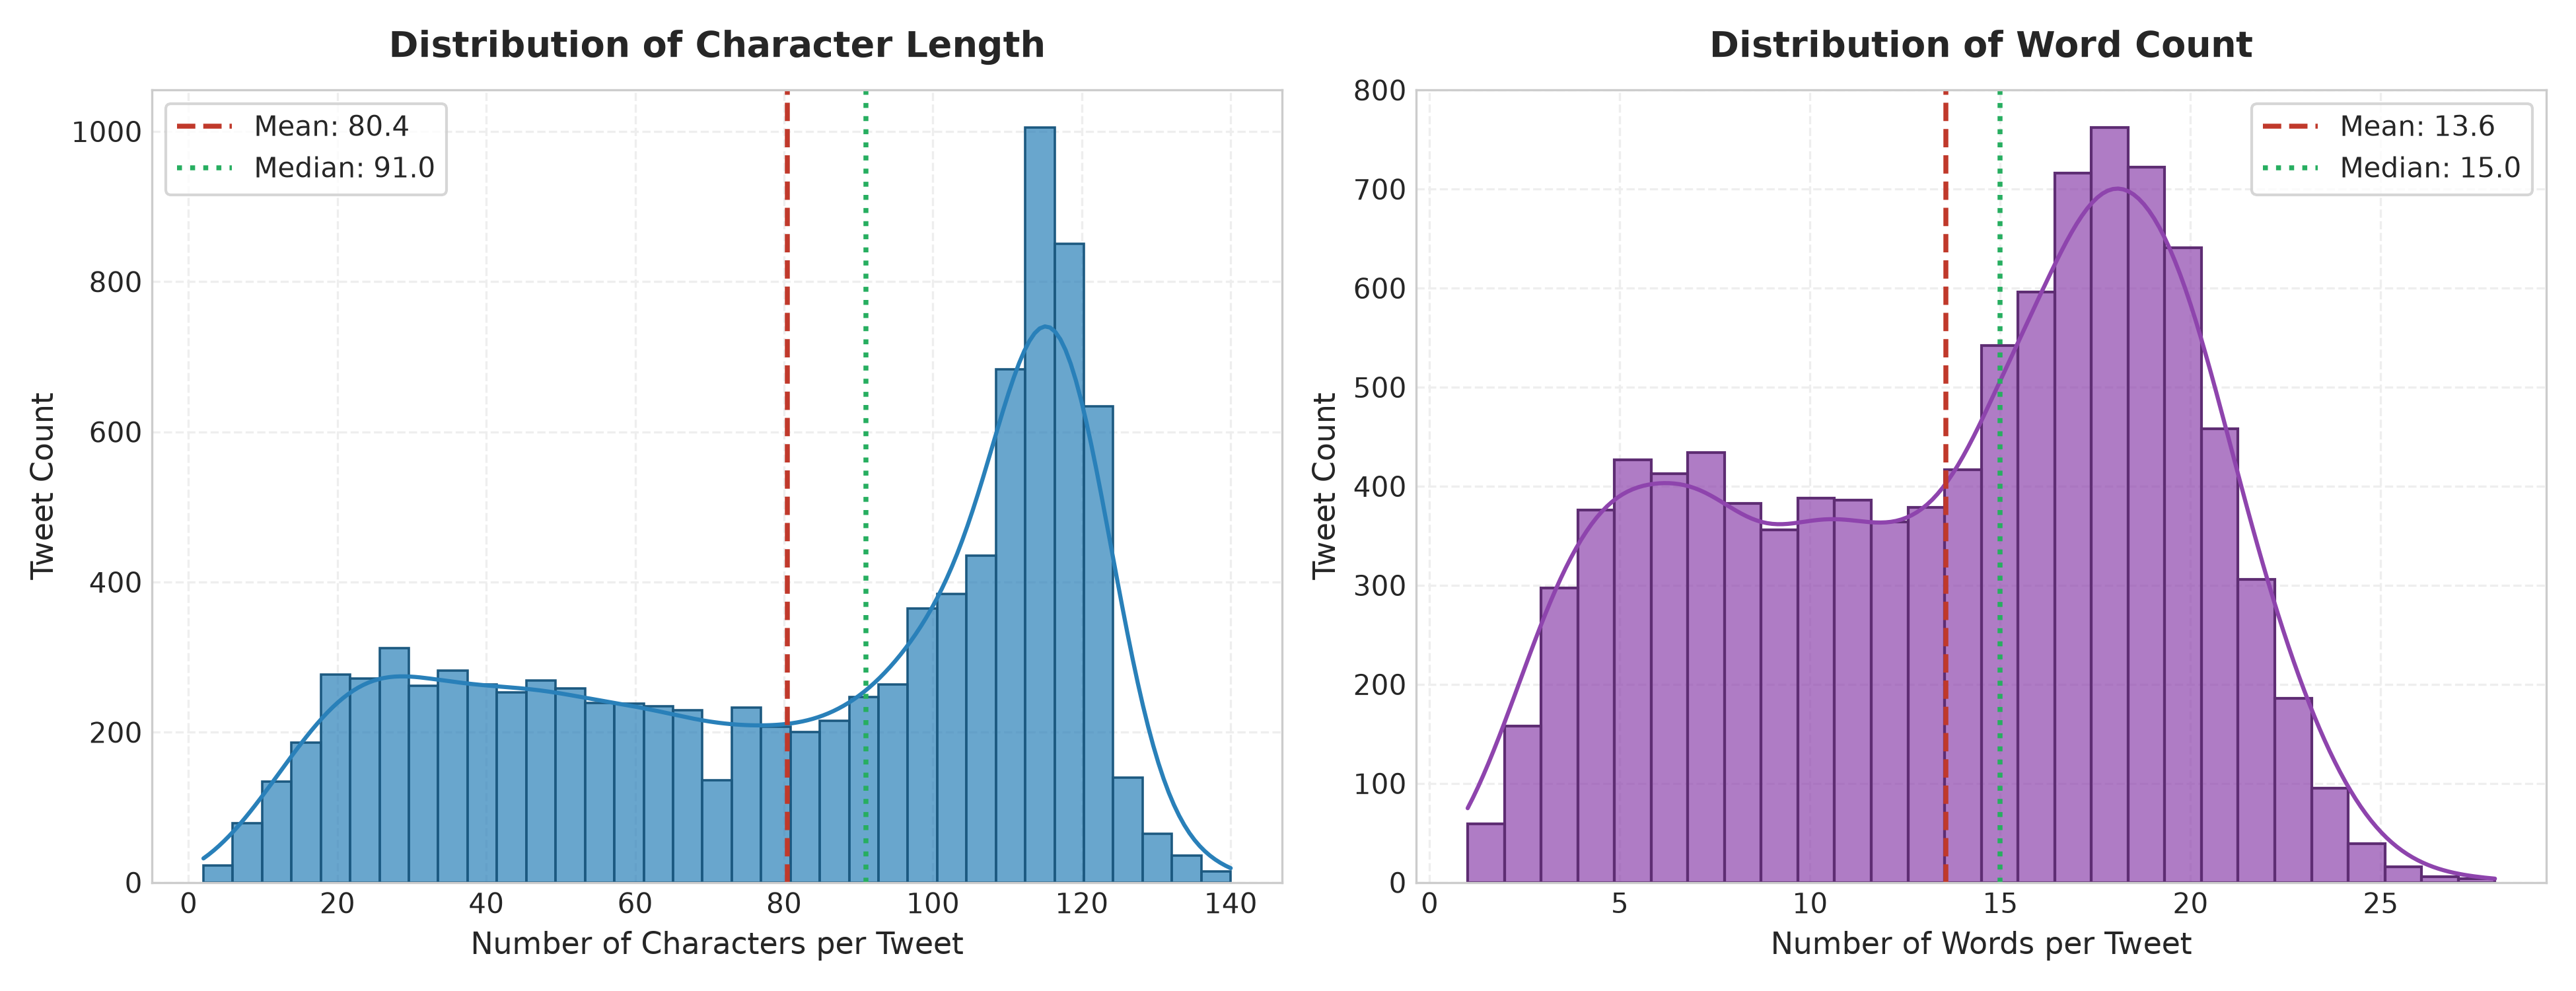 Distribution of Character Length
Mean: 80.4
Median: 91.0
Tweet Count
1000
800
600
400
200
0
0 20 40 60 80 100 120 140
Number of Characters per Tweet
Distribution of Word Count
Mean: 13.6
Median: 15.0
Tweet Count
800
700
600
500
400
300
200
100
0
0 5 10 15 20 25
Number of Words per Tweet